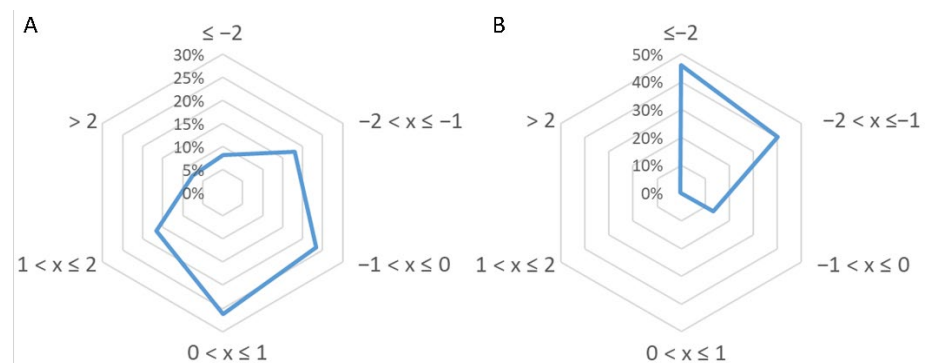 A
≤ −2
30%
25%
20%
15%
10%
5%
0%
−2 < x ≤ −1
−1 < x ≤ 0
0 < x ≤ 1
1 < x ≤ 2
> 2
B
≤−2
50%
40%
30%
20%
10%
0%
−2 < x ≤−1
−1 < x ≤ 0
0 < x ≤ 1
1 < x ≤ 2
> 2